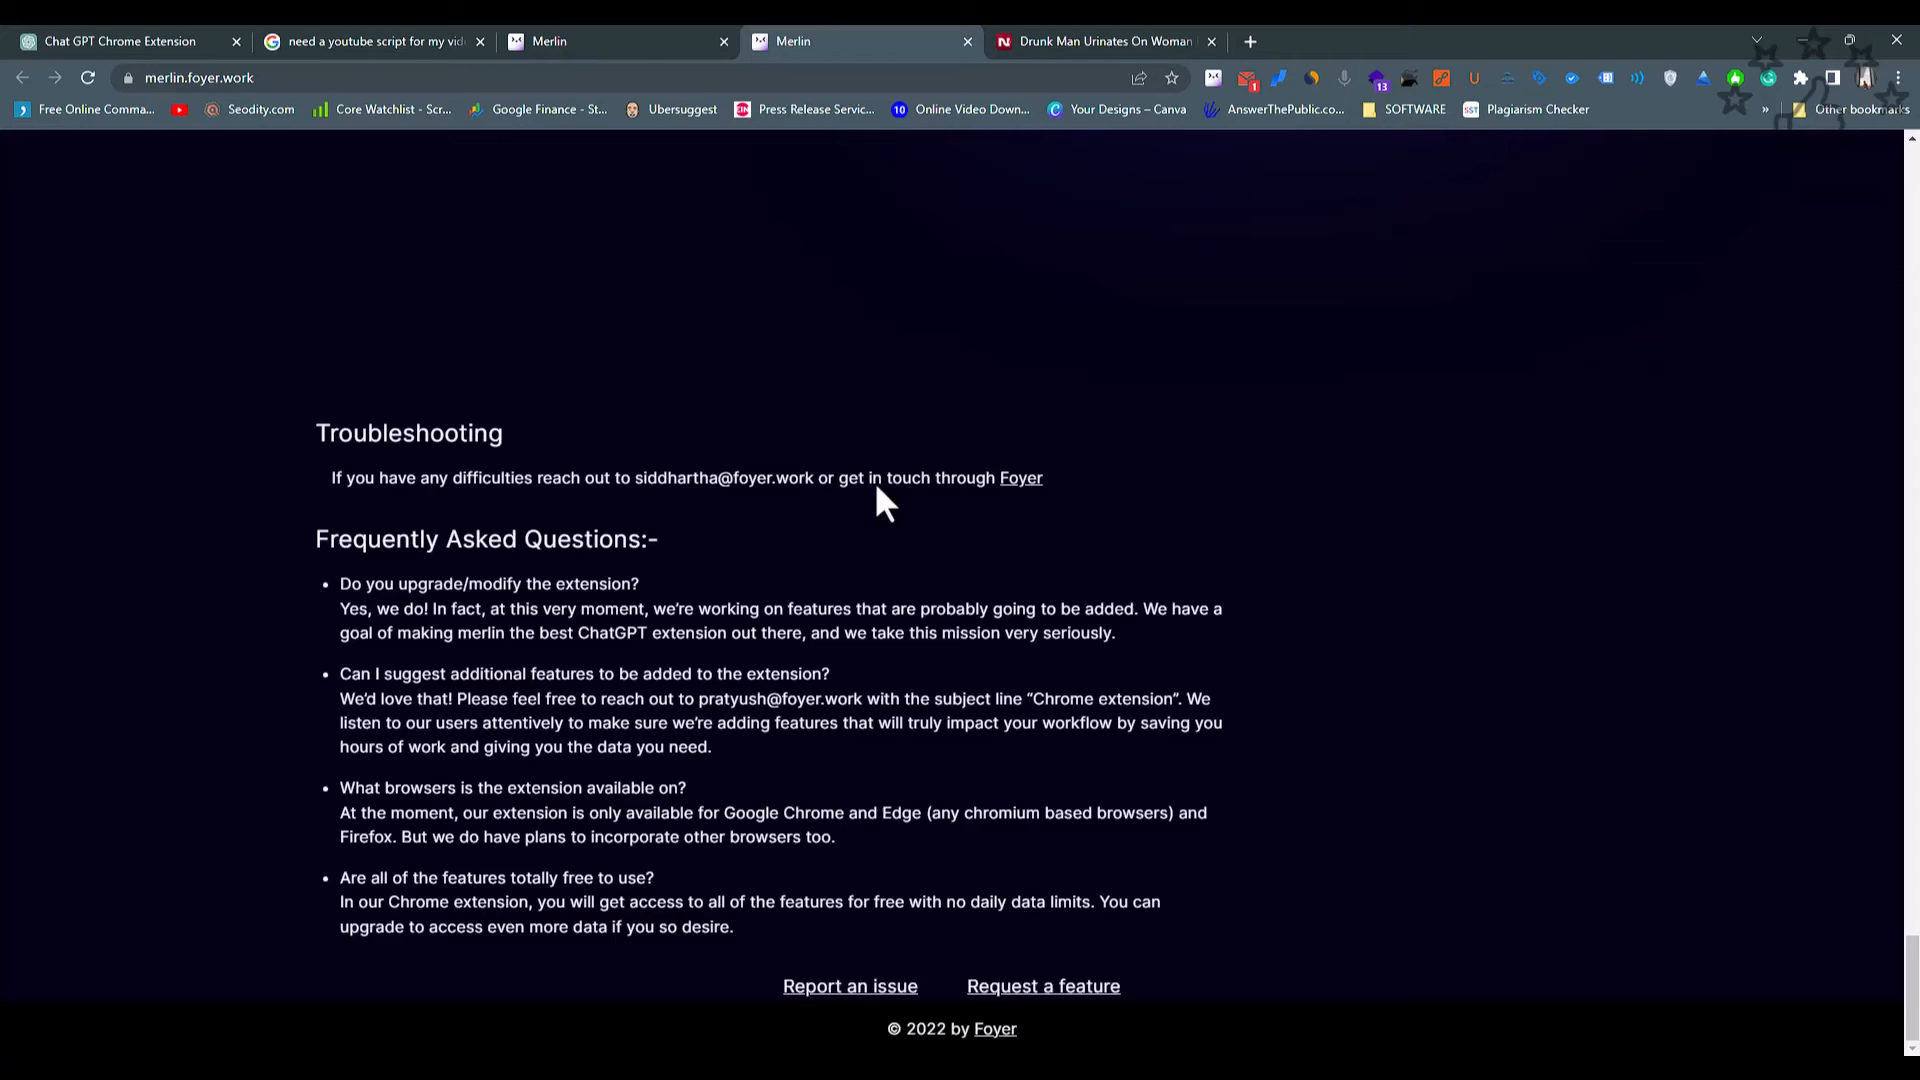 Chat GPT Chrome Extension
need a youtube script for my vid
Merlin
Merlin
Drunk Man Urinates On Woman
merlin.foyer.work
1
13
Free Online Comma...
Seodity.com
Core Watchlist - Scr...
Google Finance - St...
Ubersuggest
Press Release Servic...
10
Online Video Down...
Your Designs – Canva
AnswerThePublic.co...
SOFTWARE
SST
Plagiarism Checker
»
Other bookmarks
Troubleshooting
If you have any difficulties reach out to siddhartha@foyer.work or get in touch through Foyer
Frequently Asked Questions:-
• Do you upgrade/modify the extension?
Yes, we do! In fact, at this very moment, we’re working on features that are probably going to be added. We have a
goal of making merlin the best ChatGPT extension out there, and we take this mission very seriously.
• Can I suggest additional features to be added to the extension?
We’d love that! Please feel free to reach out to pratyush@foyer.work with the subject line “Chrome extension”. We
listen to our users attentively to make sure we’re adding features that will truly impact your workflow by saving you
hours of work and giving you the data you need.
• What browsers is the extension available on?
At the moment, our extension is only available for Google Chrome and Edge (any chromium based browsers) and
Firefox. But we do have plans to incorporate other browsers too.
• Are all of the features totally free to use?
In our Chrome extension, you will get access to all of the features for free with no daily data limits. You can
upgrade to access even more data if you so desire.
Report an issue
Request a feature
© 2022 by Foyer